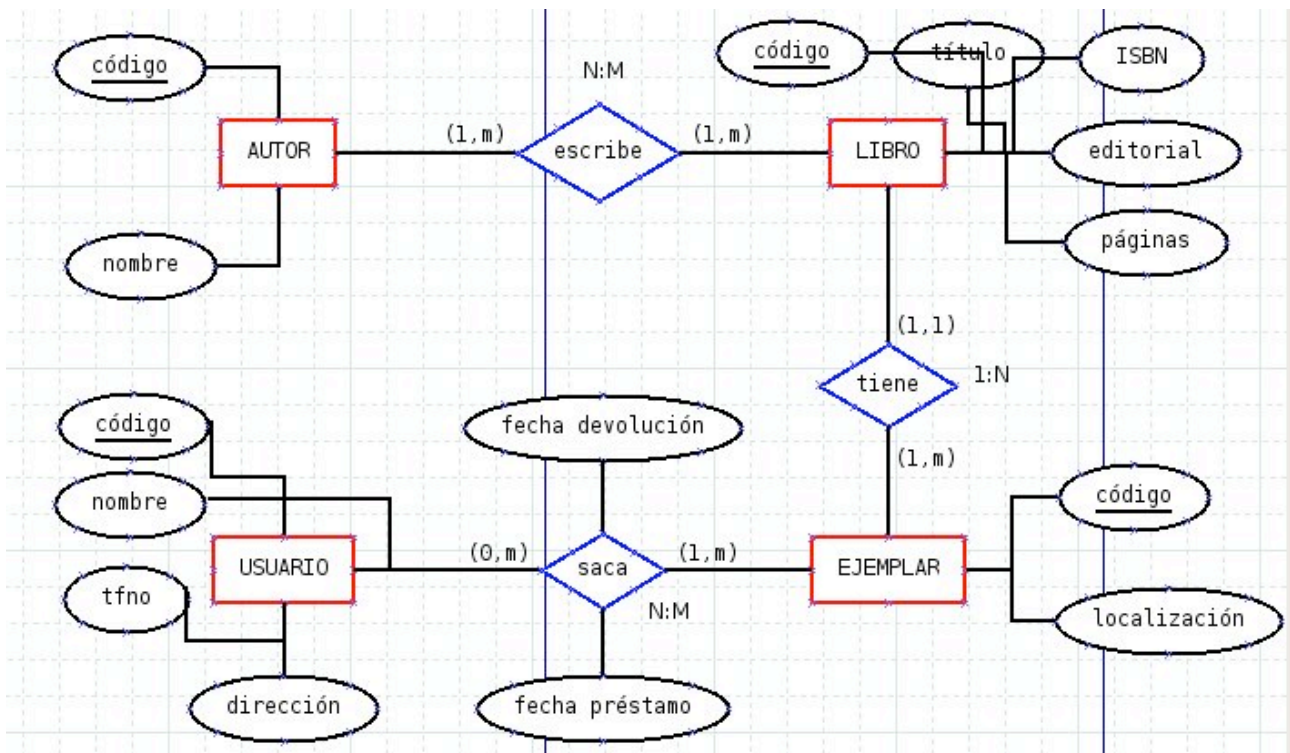 código
AUTOR
nombre
N:M
(1,m)
escribe
(1,m)
código
título
ISBN
LIBRO
editorial
páginas
(1,1)
tiene
1:N
(1,m)
código
nombre
USUARIO
tfno
dirección
fecha devolución
(0,m)
saca
(1,m)
N:M
fecha préstamo
EJEMPLAR
código
localización